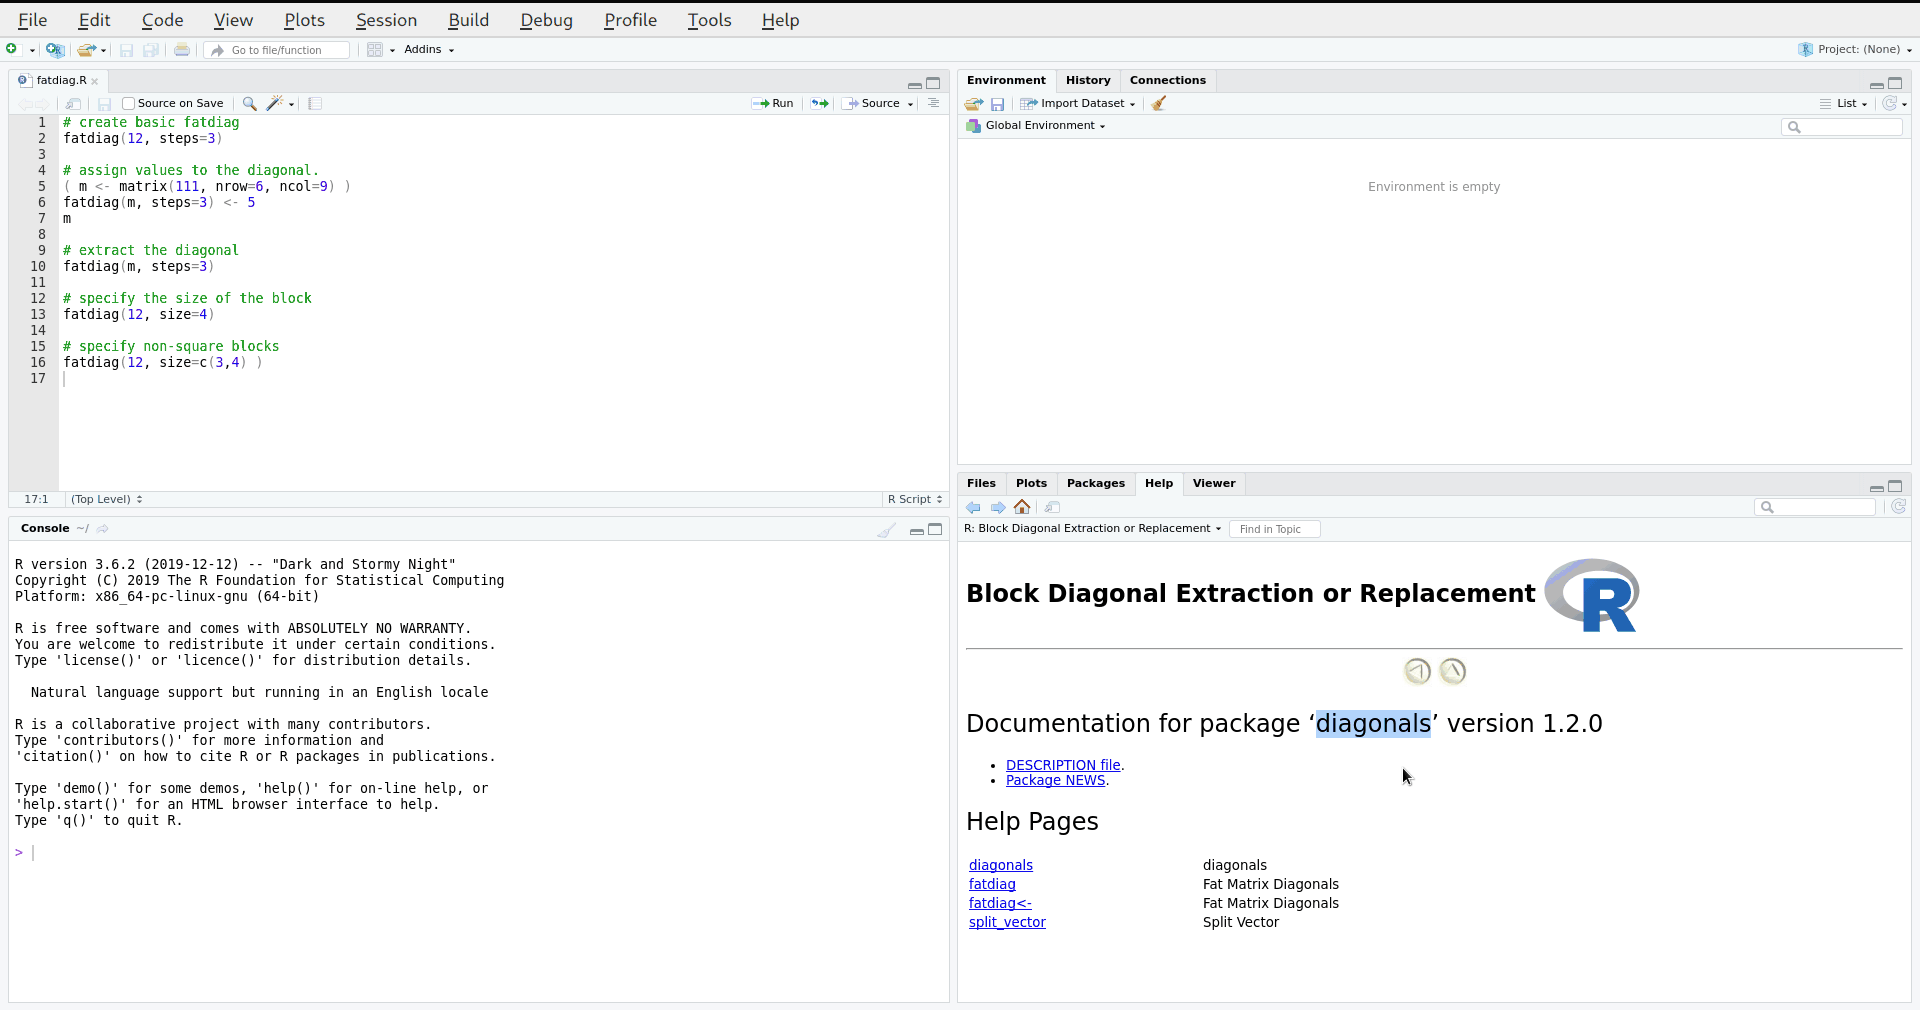 File Edit Code View Plots Session Build Debug Profile Tools Help
Go to file/function Addins Project: (None)
fatdiag.R
Source on Save Run Source
1 # create basic fatdiag
2 fatdiag(12, steps=3)
3
4 # assign values to the diagonal.
5 ( m <- matrix(111, nrow=6, ncol=9) )
6 fatdiag(m, steps=3) <- 5
7 m
8
9 # extract the diagonal
10 fatdiag(m, steps=3)
11
12 # specify the size of the block
13 fatdiag(12, size=4)
14
15 # specify non-square blocks
16 fatdiag(12, size=c(3,4) )
17
17:1 (Top Level) R Script
Console ~/
R version 3.6.2 (2019-12-12) -- "Dark and Stormy Night"
Copyright (C) 2019 The R Foundation for Statistical Computing
Platform: x86_64-pc-linux-gnu (64-bit)
R is free software and comes with ABSOLUTELY NO WARRANTY.
You are welcome to redistribute it under certain conditions.
Type 'license()' or 'licence()' for distribution details.
Natural language support but running in an English locale
R is a collaborative project with many contributors.
Type 'contributors()' for more information and
'citation()' on how to cite R or R packages in publications.
Type 'demo()' for some demos, 'help()' for on-line help, or
'help.start()' for an HTML browser interface to help.
Type 'q()' to quit R.
>
Environment History Connections
Import Dataset List
Global Environment
Environment is empty
Files Plots Packages Help Viewer
R: Block Diagonal Extraction or Replacement Find in Topic
Block Diagonal Extraction or Replacement R
Documentation for package ‘diagonals’ version 1.2.0
• DESCRIPTION file.
• Package NEWS.
Help Pages
diagonals diagonals
fatdiag Fat Matrix Diagonals
fatdiag<- Fat Matrix Diagonals
split_vector Split Vector